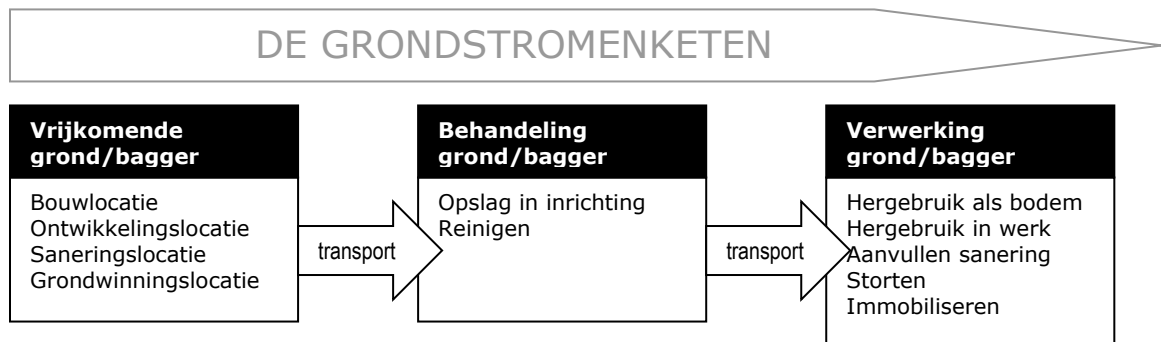 DE GRONDSTROMENKETEN
Vrijkomende
grond/bagger
Bouwlocatie
Ontwikkelingslocatie
Saneringslocatie
Grondwinningslocatie
transport
Behandeling
grond/bagger
Opslag in inrichting
Reinigen
transport
Verwerking
grond/bagger
Hergebruik als bodem
Hergebruik in werk
Aanvullen sanering
Storten
Immobiliseren